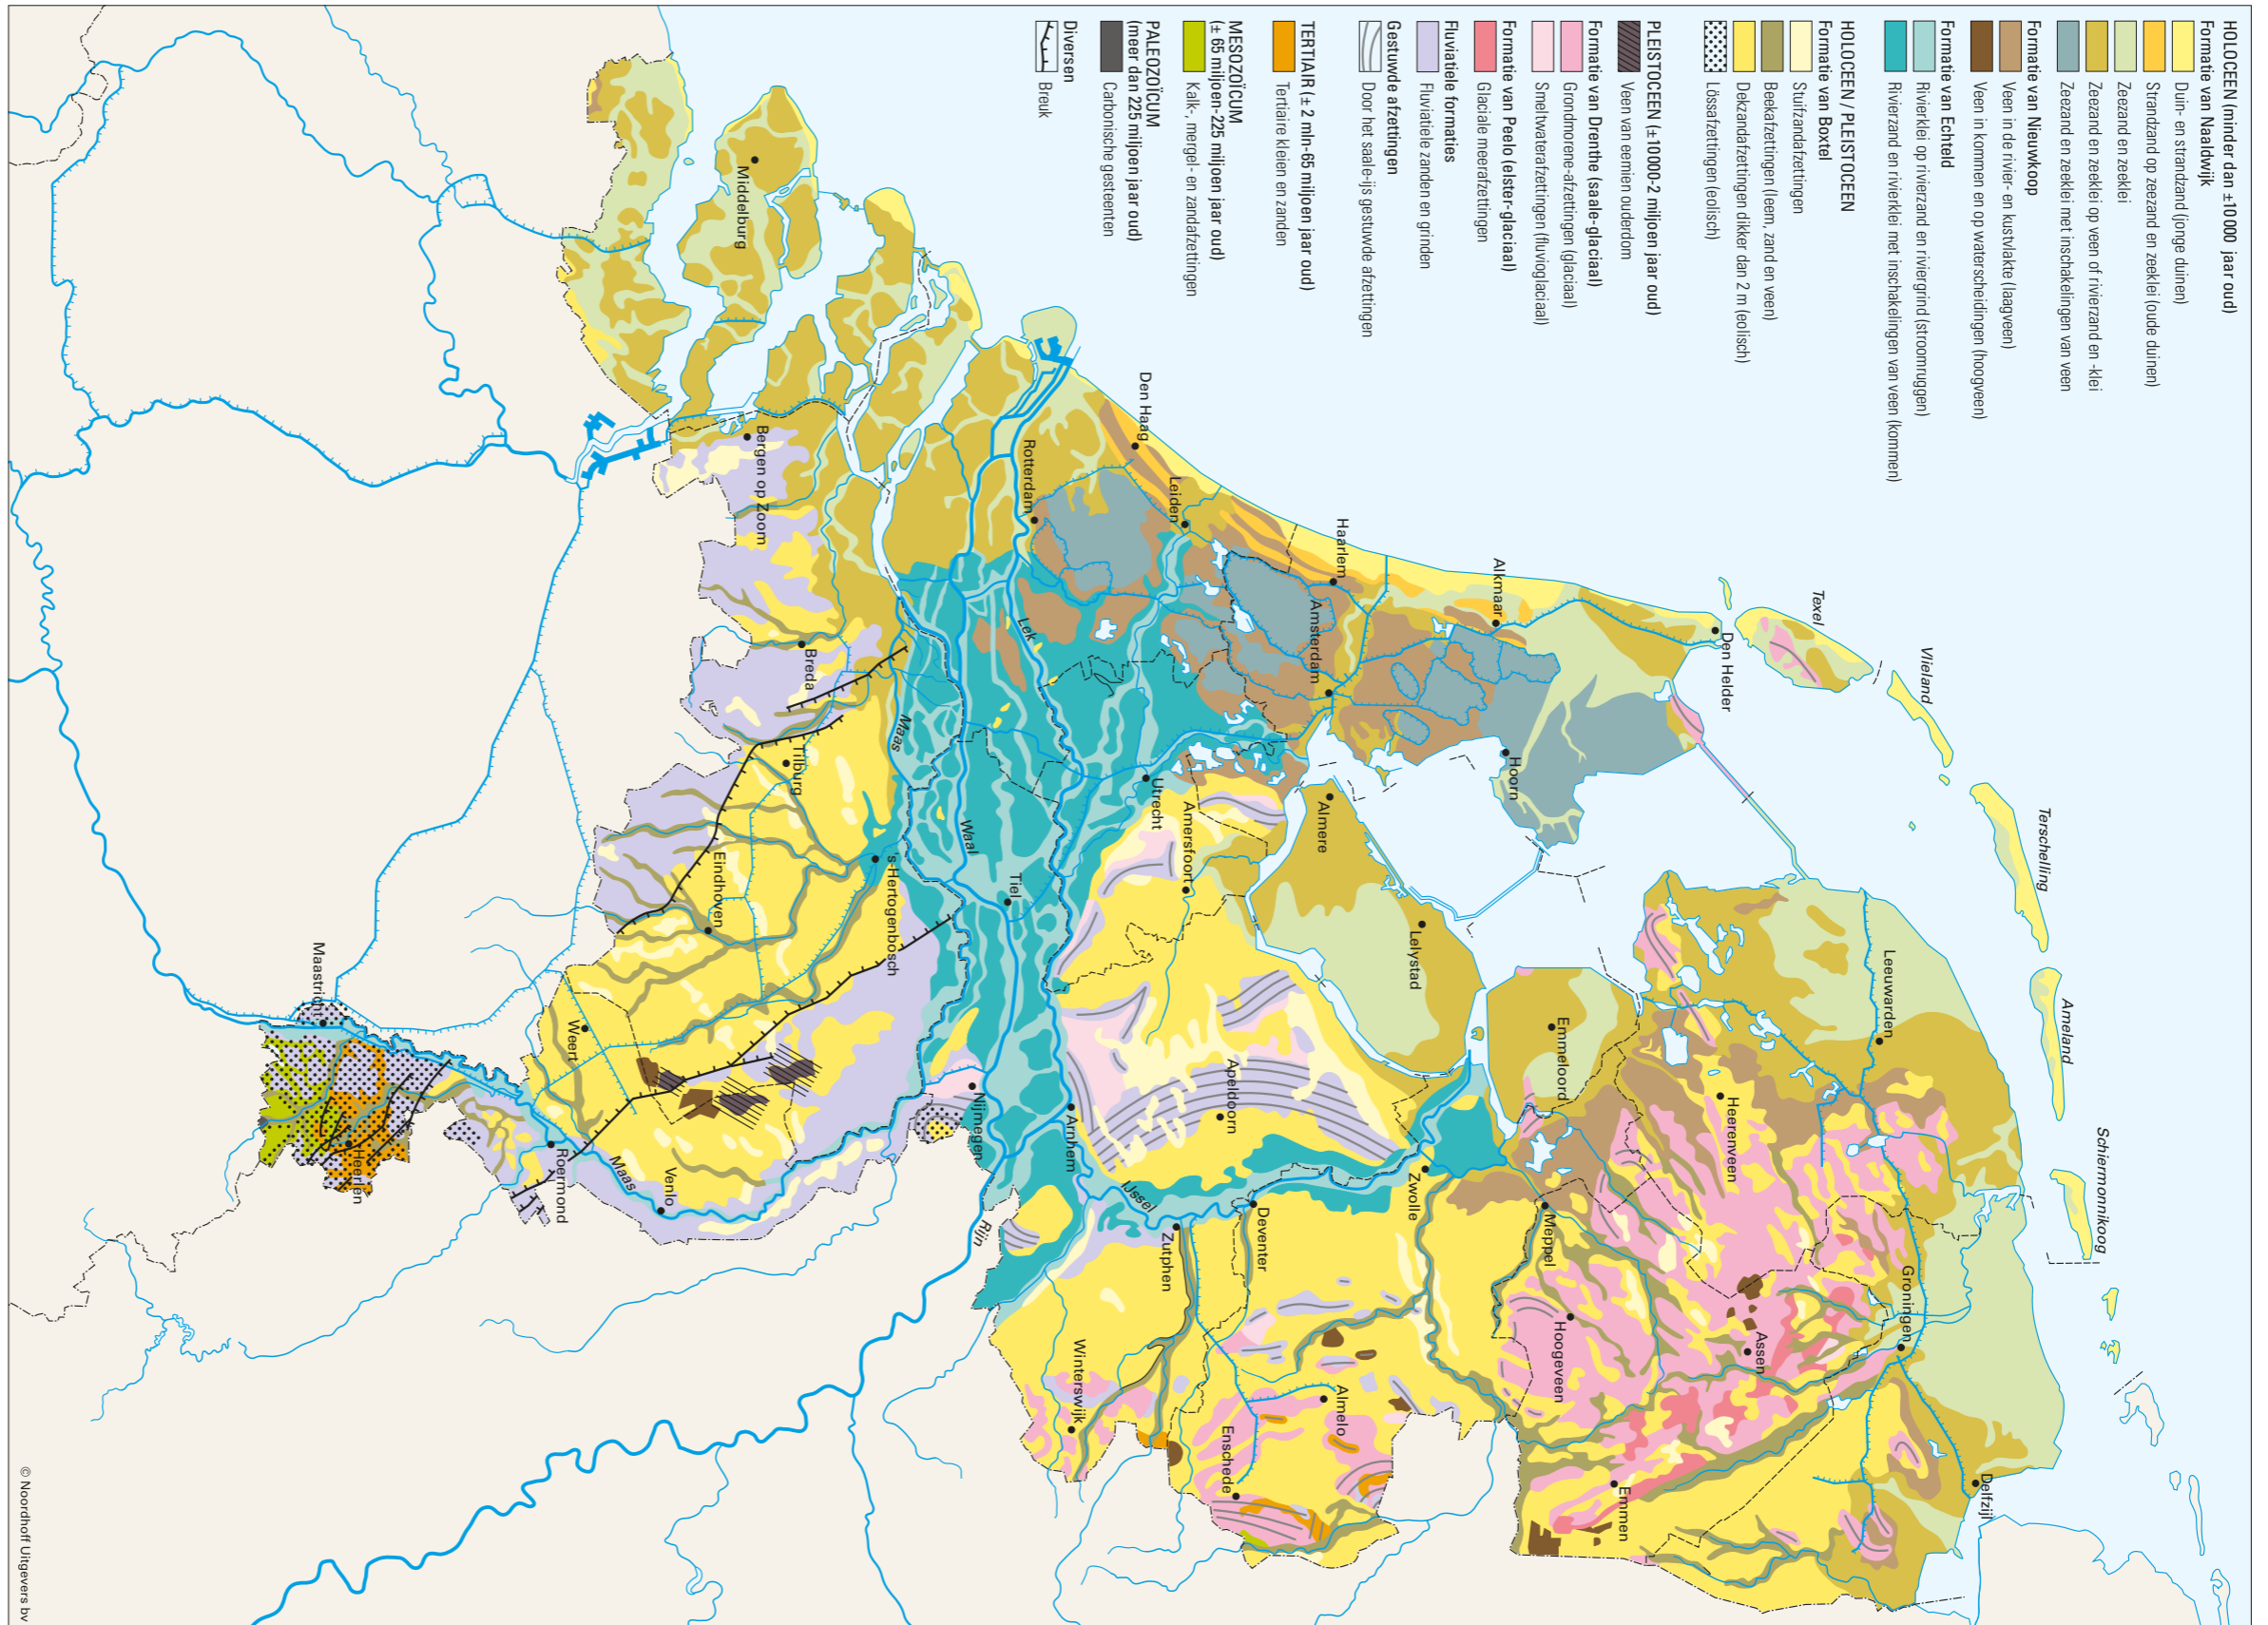 HOLOCEEN (minder dan ±10 000 jaar oud)
Formatie van Naaldwijk
Duin- en strandzand (jonge duinen)
Strandzand op zeezand en zeeklei (oude duinen)
Zeezand en zeeklei
Zeezand en zeeklei op veen of rivierzand en -klei
Zeezand en zeeklei met inschakelingen van veen
Formatie van Nieuwkoop
Veen in de rivier- en kustvlakte (laagveen)
Veen in kommen en op waterscheidingen (hoogveen)
Formatie van Echteld
Rivierklei op rivierzand en riviergrind (stroomruggen)
Rivierzand en rivierklei met inschakelingen van veen (kommen)
HOLOCEEN / PLEISTOCEEN
Formatie van Boxtel
Stuifzandafzettingen
Beekafzettingen (leem, zand en veen)
Dekzandafzettingen dikker dan 2 m (eolisch)
Lössafzettingen (eolisch)
PLEISTOCEEN (± 10 000-2 miljoen jaar oud)
Veen van eemien ouderdom
Formatie van Drenthe (saale-glaciaal)
Grondmorene-afzettingen (glaciaal)
Smeltwaterafzettingen (fluvioglaciaal)
Formatie van Peelo (elster-glaciaal)
Glaciale meerafzettingen
Fluviatiele formaties
Fluviatiele zanden en grinden
Gestuwde afzettingen
Door het saale-ijs gestuwde afzettingen
TERTIAIR (± 2 mln-65 miljoen jaar oud)
Tertiaire kleien en zanden
MESOZOÏCUM
(± 65 miljoen-225 miljoen jaar oud)
Kalk-, mergel- en zandafzettingen
PALEOZOÏCUM
(meer dan 225 miljoen jaar oud)
Carbonische gesteenten
Diversen
Breuk
Schiermonnikoog
Ameland
Terschelling
Vlieland
Texel
Den Helder
Leeuwarden
Groningen
Delfzijl
Heerenveen
Assen
Emmen
Hoogeveen
Meppel
Emmeloord
Hoorn
Alkmaar
Lelystad
Zwolle
Almere
Amsterdam
Haarlem
Almelo
Enschede
Deventer
Apeldoorn
Amersfoort
Leiden
Utrecht
Zutphen
IJssel
Den Haag
Winterswijk
Arnhem
Lek
Rotterdam
Tiel
Nijmegen
Rijn
Waal
Maas
's-Hertogenbosch
Breda
Tilburg
Bergen op Zoom
Middelburg
Eindhoven
Venlo
Maas
Weert
Roermond
Heerlen
Maastricht
© Noordhoff Uitgevers bv